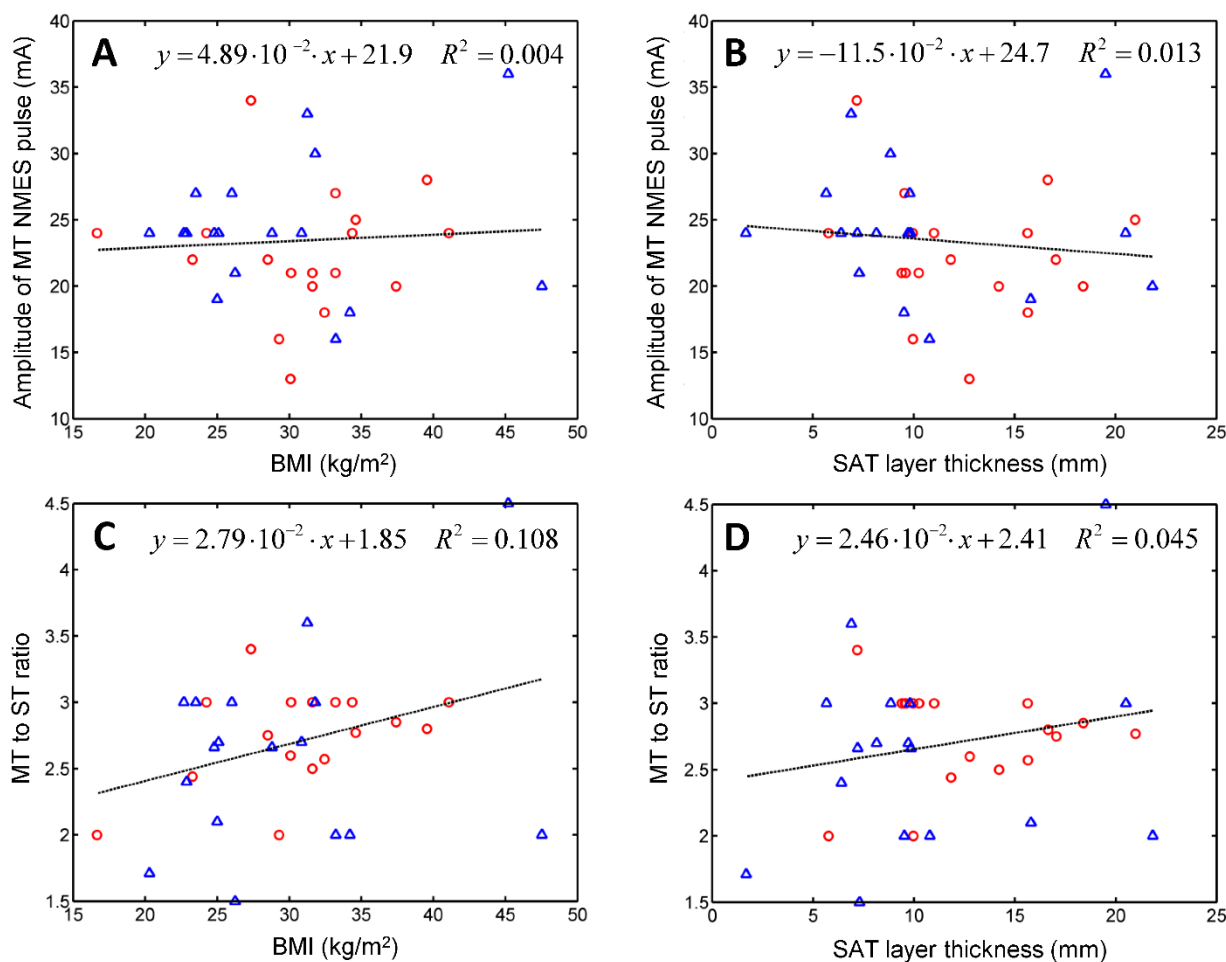 A y = 4.89·10⁻²·x + 21.9 R² = 0.004
40
35
30
25
20
15
10
Amplitude of MT NMES pulse (mA)
15 20 25 30 35 40 45 50
BMI (kg/m²)
B y = −11.5·10⁻²·x + 24.7 R² = 0.013
40
35
30
25
20
15
10
Amplitude of MT NMES pulse (mA)
0 5 10 15 20 25
SAT layer thickness (mm)
C y = 2.79·10⁻²·x + 1.85 R² = 0.108
4.5
4
3.5
3
2.5
2
1.5
MT to ST ratio
15 20 25 30 35 40 45 50
BMI (kg/m²)
D y = 2.46·10⁻²·x + 2.41 R² = 0.045
4.5
4
3.5
3
2.5
2
1.5
MT to ST ratio
0 5 10 15 20 25
SAT layer thickness (mm)